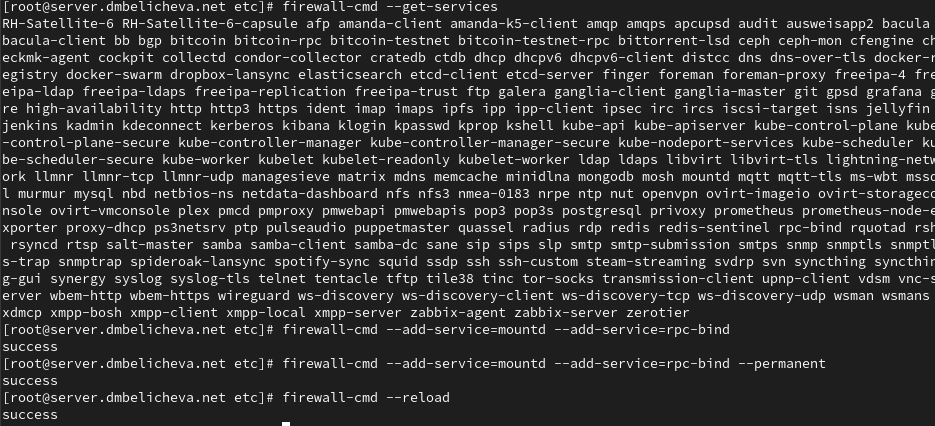 [root@server.dmbelicheva.net etc]# firewall-cmd --get-services
RH-Satellite-6 RH-Satellite-6-capsule afp amanda-client amanda-k5-client amqp amqps apcupsd audit ausweisapp2 bacula
bacula-client bb bgp bitcoin bitcoin-rpc bitcoin-testnet bitcoin-testnet-rpc bittorrent-lsd ceph ceph-mon cfengine ch
eckmk-agent cockpit collectd condor-collector cratedb ctdb dhcp dhcpv6 dhcpv6-client distcc dns dns-over-tls docker-r
egistry docker-swarm dropbox-lansync elasticsearch etcd-client etcd-server finger foreman foreman-proxy freeipa-4 fre
eipa-ldap freeipa-ldaps freeipa-replication freeipa-trust ftp galera ganglia-client ganglia-master git gpsd grafana g
re high-availability http http3 https ident imap imaps ipfs ipp ipp-client ipsec irc ircs iscsi-target isns jellyfin
jenkins kadmin kdeconnect kerberos kibana klogin kpasswd kprop kshell kube-api kube-apiserver kube-control-plane kube
-control-plane-secure kube-controller-manager kube-controller-manager-secure kube-nodeport-services kube-scheduler ku
be-scheduler-secure kube-worker kubelet kubelet-readonly kubelet-worker ldap ldaps libvirt libvirt-tls lightning-netw
ork llmnr llmnr-tcp llmnr-udp managesieve matrix mdns memcache minidlna mongodb mosh mountd mqtt mqtt-tls ms-wbt mssq
l murmur mysql nbd netbios-ns netdata-dashboard nfs nfs3 nmea-0183 nrpe ntp nut openvpn ovirt-imageio ovirt-storageco
nsole ovirt-vmconsole plex pmcd pmproxy pmwebapi pmwebapis pop3 pop3s postgresql privoxy prometheus prometheus-node-e
xporter proxy-dhcp ps3netsrv ptp pulseaudio puppetmaster quassel radius rdp redis redis-sentinel rpc-bind rquotad rsh
 rsyncd rtsp salt-master samba samba-client samba-dc sane sip sips slp smtp smtp-submission smtps snmp snmptls snmptl
s-trap snmptrap spideroak-lansync spotify-sync squid ssdp ssh ssh-custom steam-streaming svdrp svn syncthing syncthin
g-gui synergy syslog syslog-tls telnet tentacle tftp tile38 tinc tor-socks transmission-client upnp-client vdsm vnc-s
erver wbem-http wbem-https wireguard ws-discovery ws-discovery-client ws-discovery-tcp ws-discovery-udp wsman wsmans
xdmcp xmpp-bosh xmpp-client xmpp-local xmpp-server zabbix-agent zabbix-server zerotier
[root@server.dmbelicheva.net etc]# firewall-cmd --add-service=mountd --add-service=rpc-bind
success
[root@server.dmbelicheva.net etc]# firewall-cmd --add-service=mountd --add-service=rpc-bind --permanent
success
[root@server.dmbelicheva.net etc]# firewall-cmd --reload
success